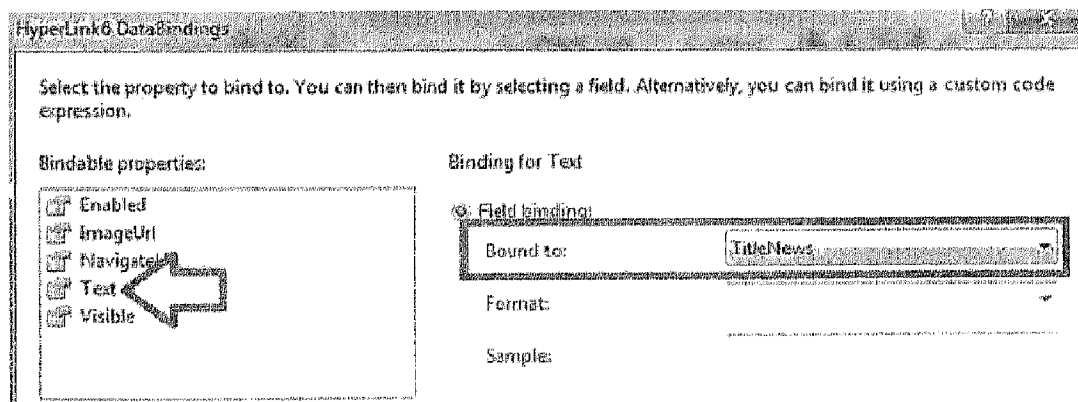 HyperLink6 DataBindings
Select the property to bind to. You can then bind it by selecting a field. Alternatively, you can bind it using a custom code
expression.
Bindable properties:
Enabled
ImageUrl
Text
Visible
Binding for Text
Field binding:
Bound to:
TitleNews
Format:
Sample: